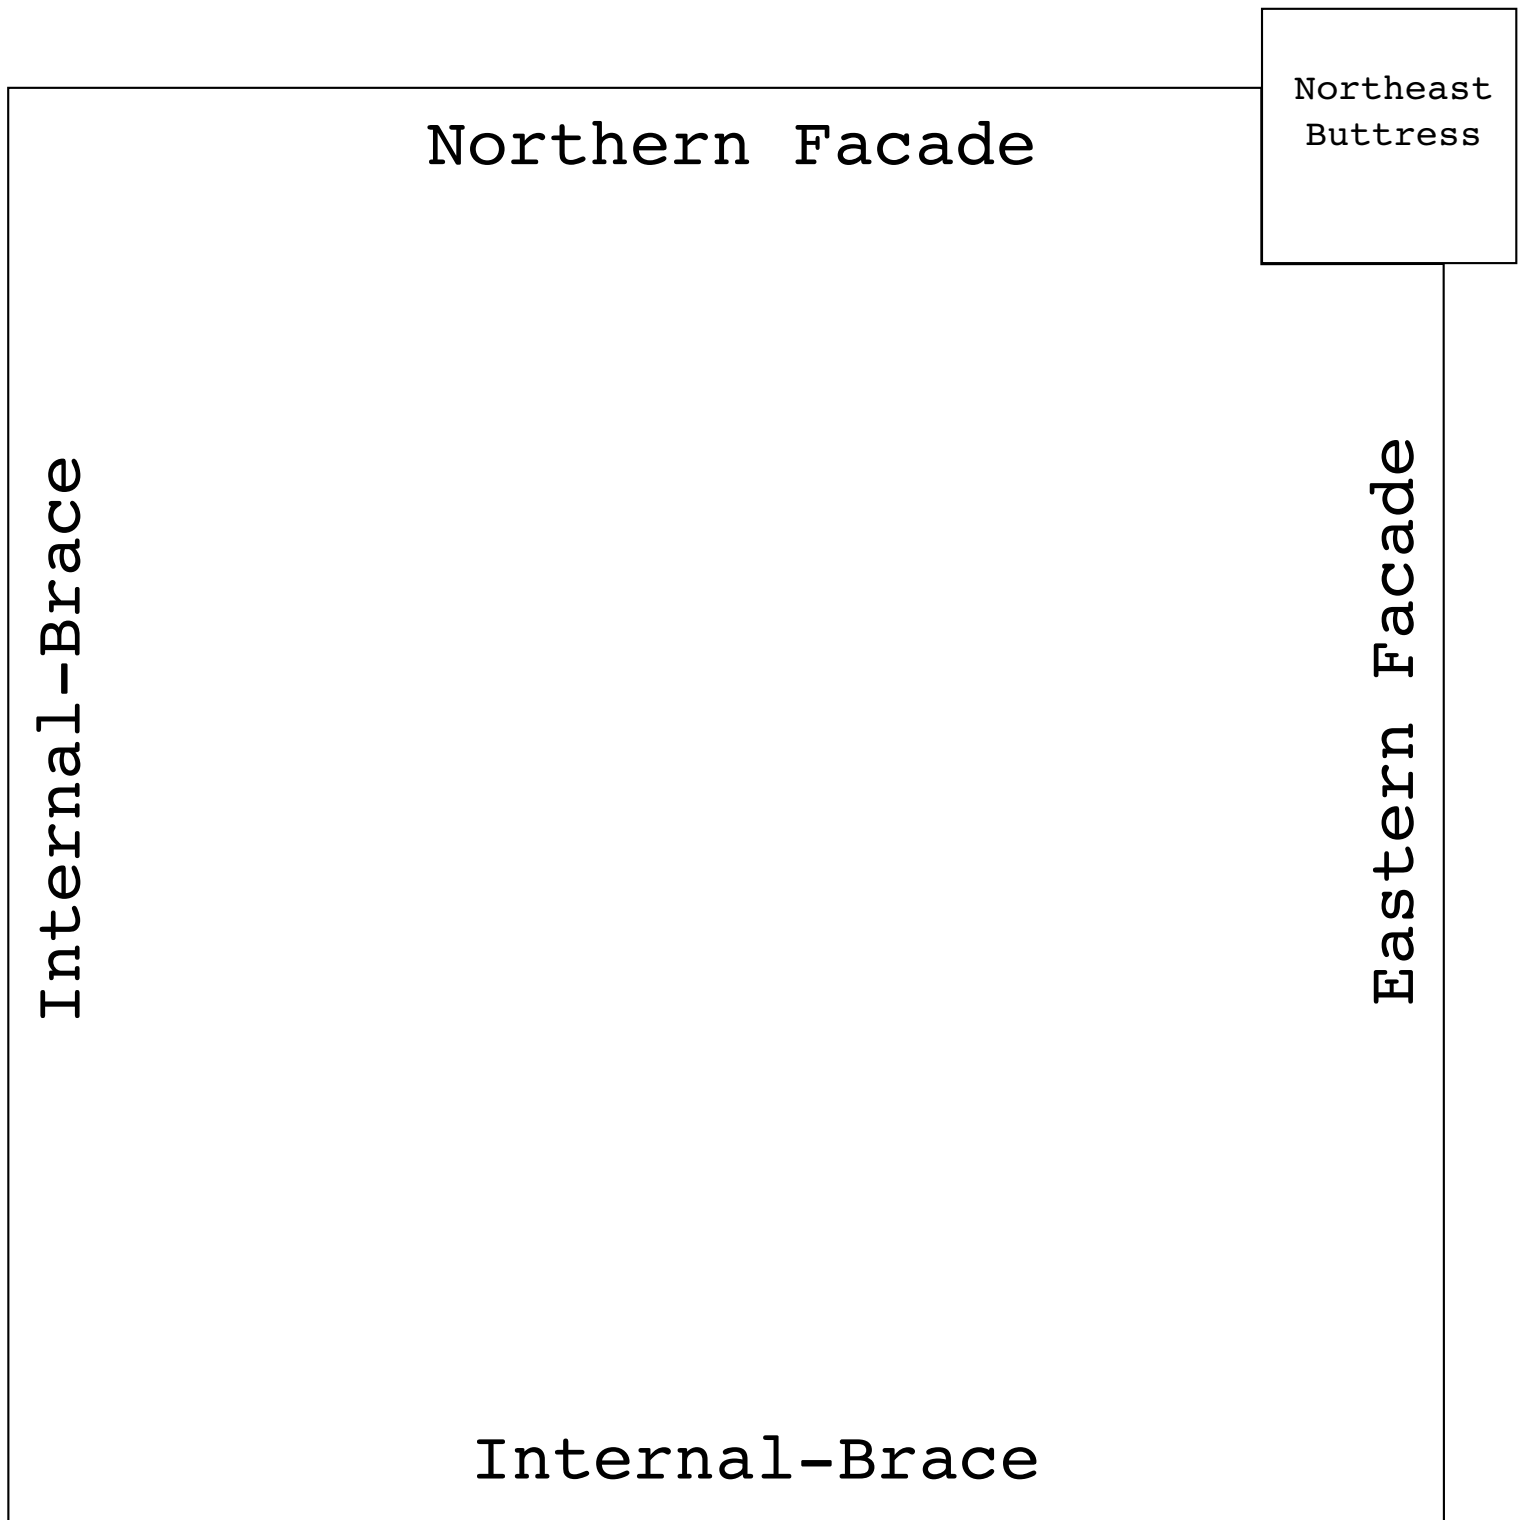 Northeast
Buttress
Northern Facade
Internal-Brace
Eastern Facade
Internal-Brace